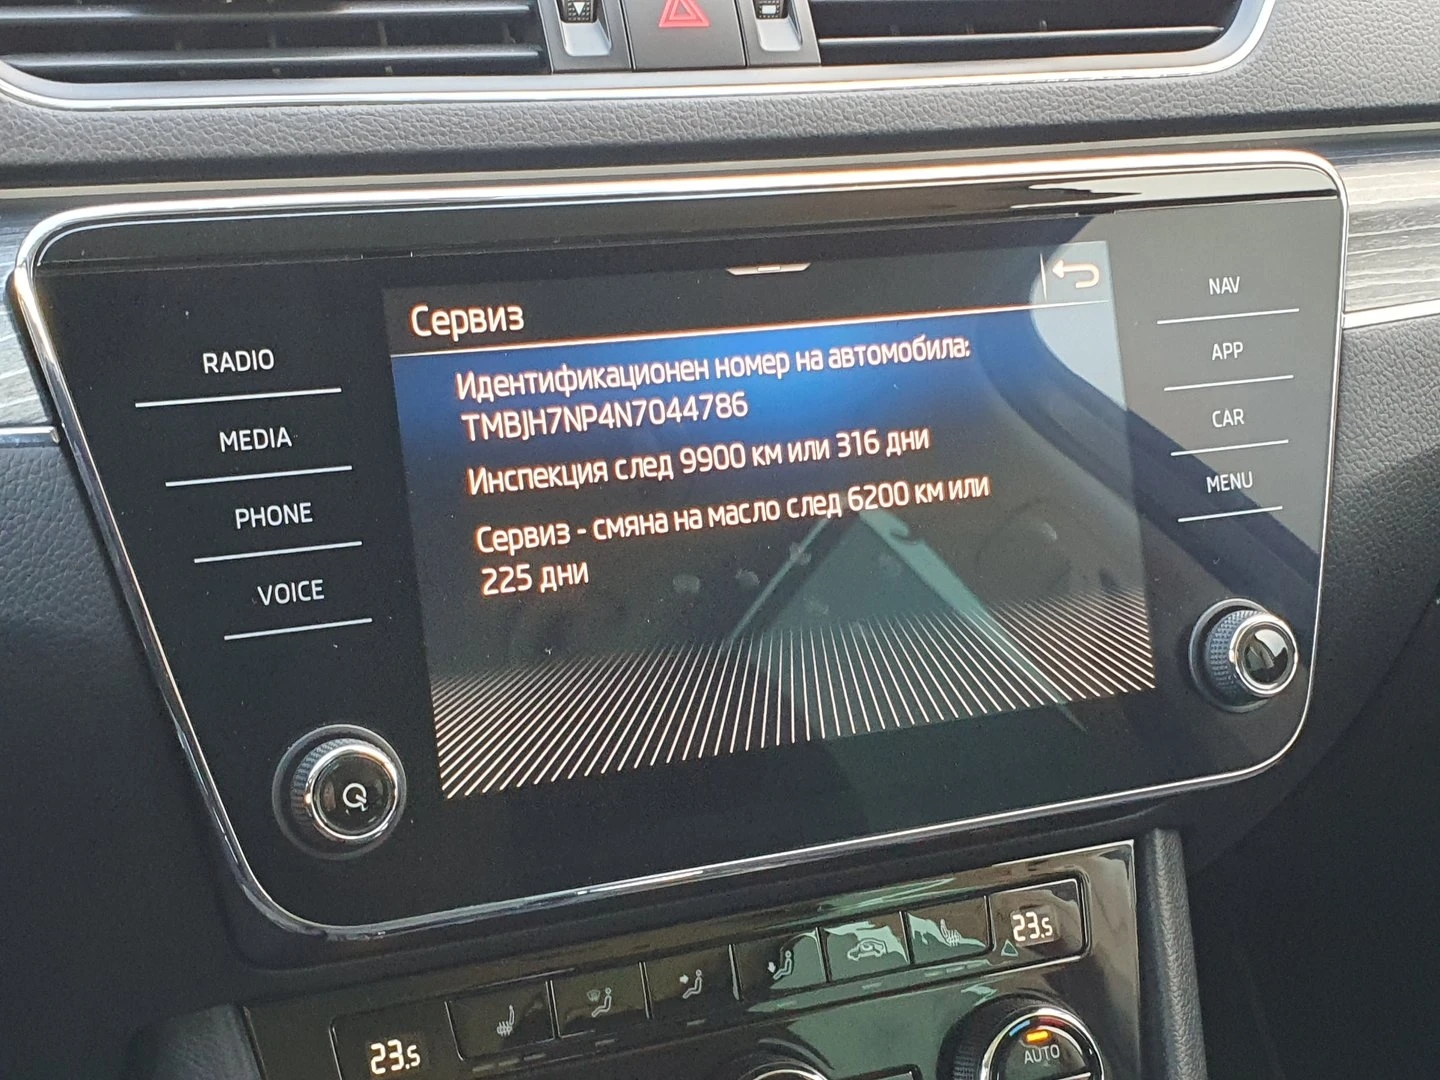 Сервиз
Идентификационен номер на автомобила:
TMBJH7NP4N7044786
Инспекция след 9900 км или 316 дни
Сервиз - смяна на масло след 6200 км или
225 дни
RADIO
MEDIA
PHONE
VOICE
NAV
APP
CAR
MENU
23.5
23.5
AUTO